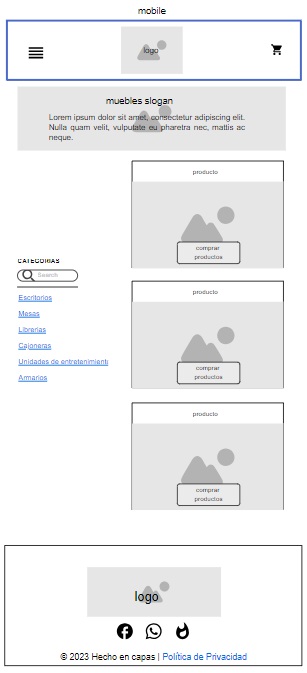 mobile
logo
muebles slogan
Lorem ipsum dolor sit amet, consectetur adipiscing elit.
Nulla quam velit, vulputate eu pharetra nec, mattis ac
neque.
producto
comprar
productos
CATEGORIAS
Search
Escritorios
Mesas
Librerias
Cajoneras
Unidades de entretenimient
Armarios
producto
comprar
productos
producto
comprar
productos
logo
© 2023 Hecho en capas | Política de Privacidad